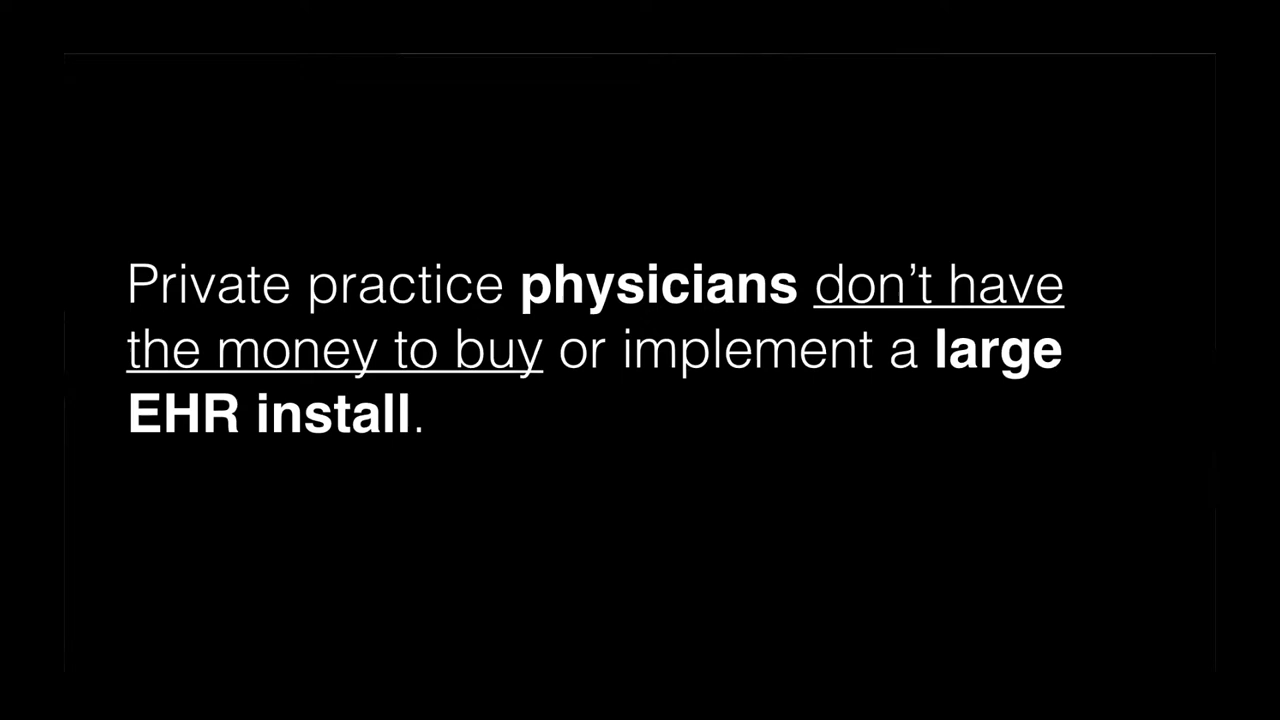 Private practice physicians don’t have
the money to buy or implement a large
EHR install.